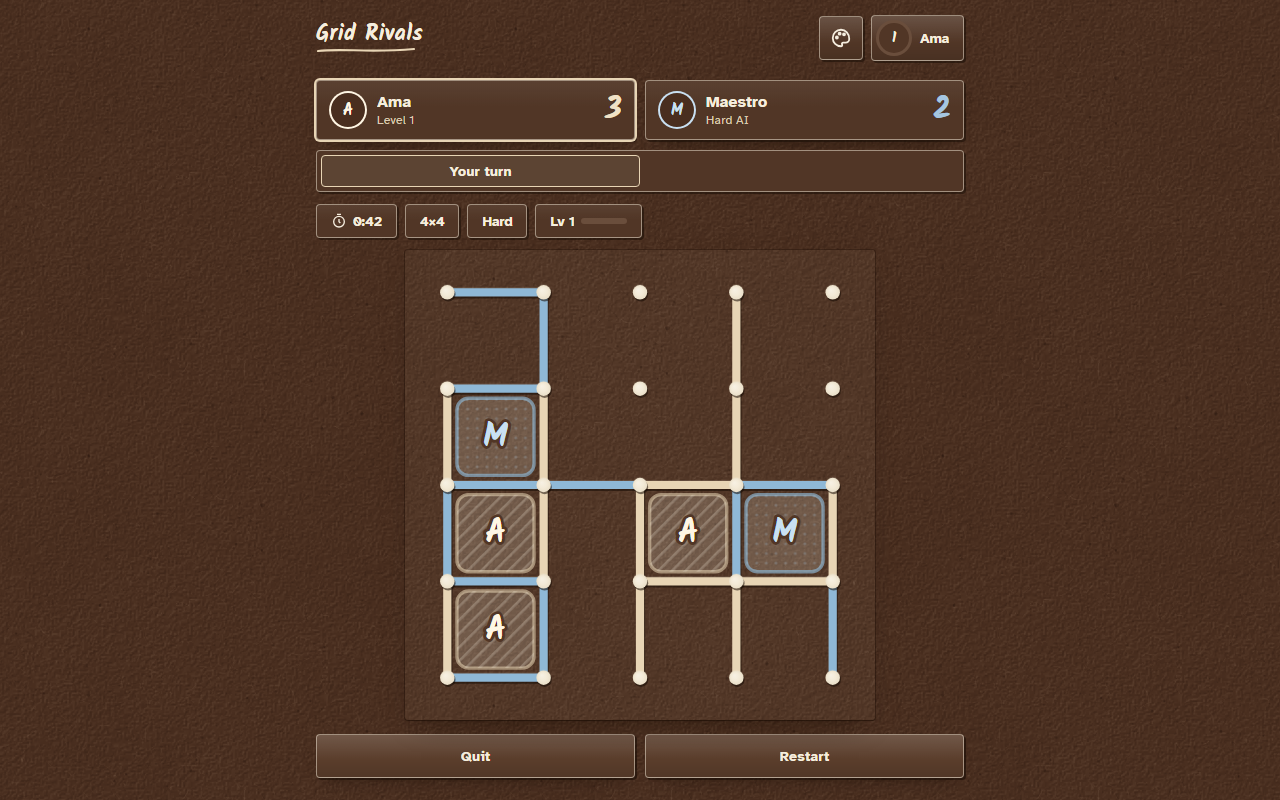 Grid Rivals
I
Ama
A
Ama
Level 1
3
M
Maestro
Hard AI
2
Your turn
0:42
4×4
Hard
Lv 1
M
A
A
M
A
Quit
Restart